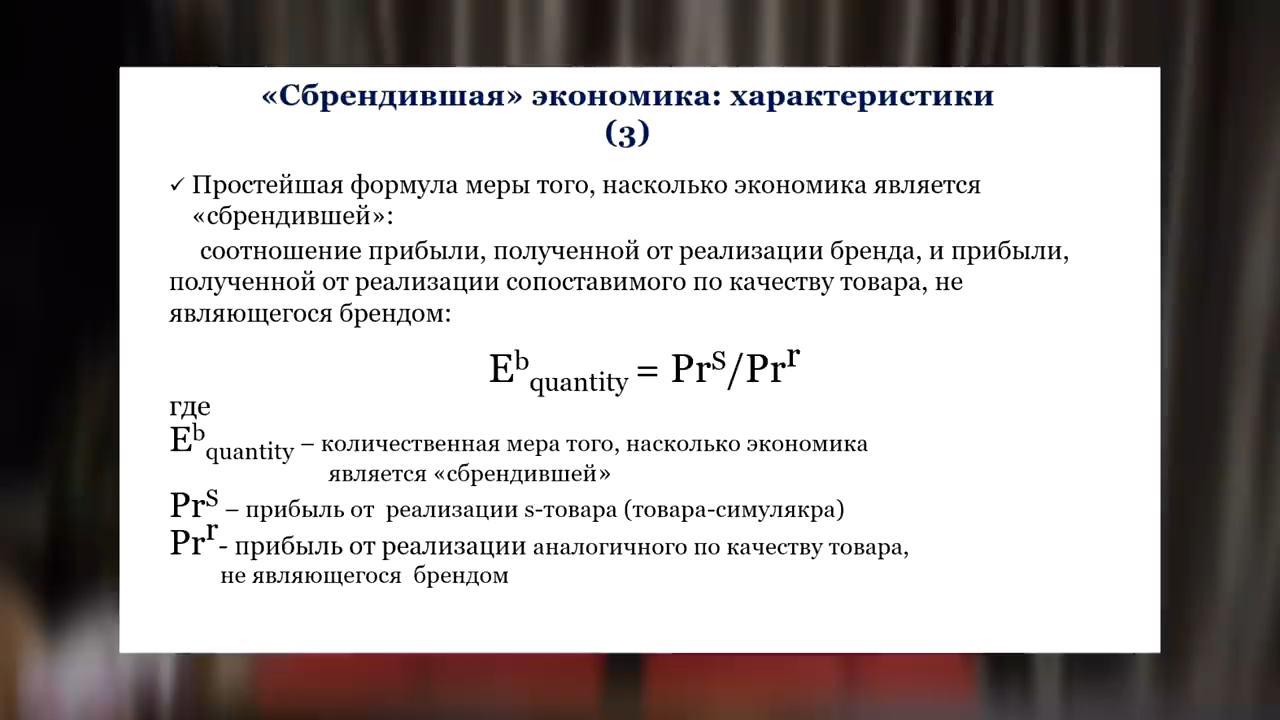 «Сбрендившая» экономика: характеристики
(3)
✓ Простейшая формула меры того, насколько экономика является
«сбрендившей»:
соотношение прибыли, полученной от реализации бренда, и прибыли,
полученной от реализации сопоставимого по качеству товара, не
являющегося брендом:
E^b_quantity = Pr^S/Pr^r
где
E^b_quantity – количественная мера того, насколько экономика
является «сбрендившей»
Pr^S – прибыль от реализации s-товара (товара-симулякра)
Pr^r - прибыль от реализации аналогичного по качеству товара,
не являющегося брендом